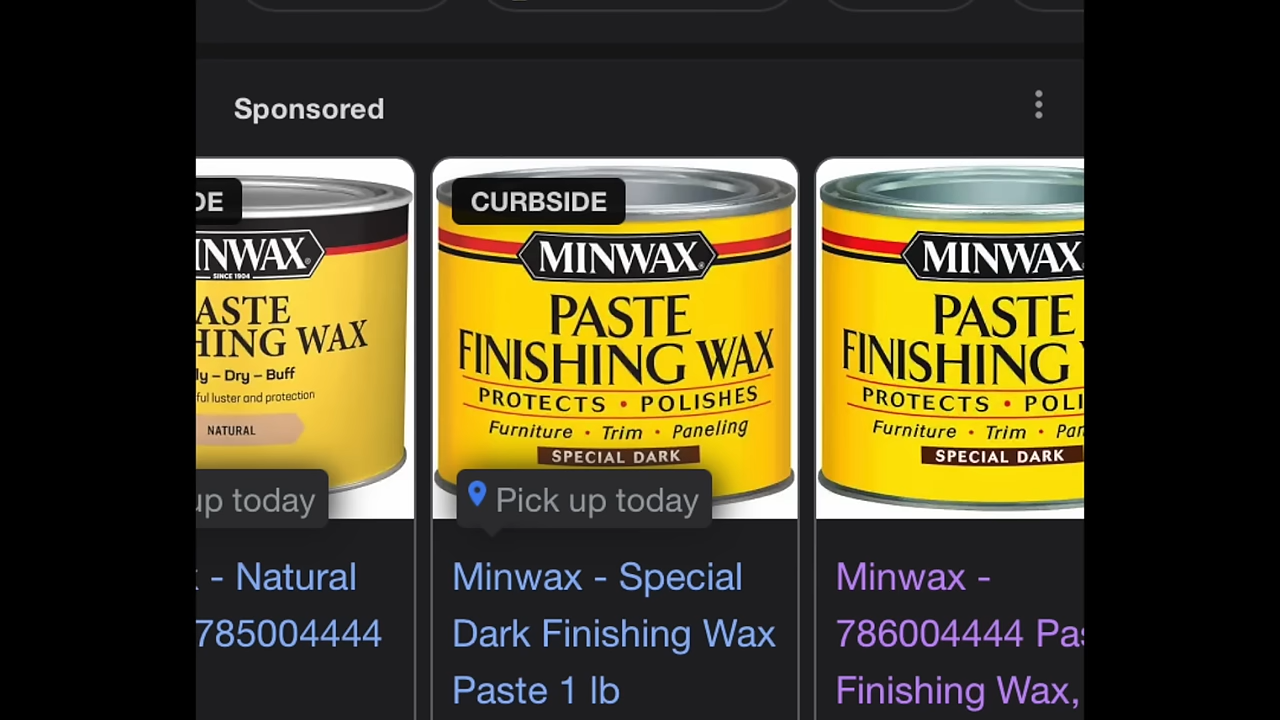 Sponsored
DE
INWAX
SINCE 1904
ASTE
HING WAX
ly – Dry – Buff
ful luster and protection
NATURAL
up today
- Natural
785004444
CURBSIDE
MINWAX®
PASTE
FINISHING WAX
PROTECTS • POLISHES
Furniture • Trim • Paneling
SPECIAL DARK
Pick up today
Minwax - Special
Dark Finishing Wax
Paste 1 lb
MINWAX
PASTE
FINISHING
PROTECTS • POLI
Furniture • Trim • Pan
SPECIAL DARK
Minwax -
786004444 Pas
Finishing Wax,